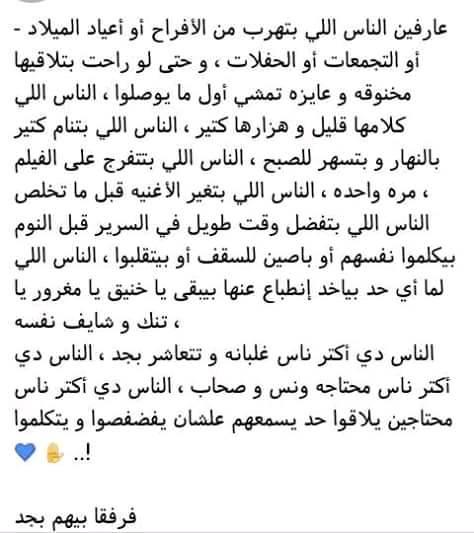 - عارفين الناس اللي بتهرب من الأفراح أو أعياد الميلاد
أو التجمعات أو الحفلات ، و حتى لو راحت بتلاقيها
مخنوقه و عايزه تمشي أول ما يوصلوا ، الناس اللي
كلامها قليل و هزارها كتير ، الناس اللي بتنام كتير
بالنهار و بتسهر للصبح ، الناس اللي بتتفرج على الفيلم
مره واحده ، الناس اللي بتغير الأغنيه قبل ما تخلص ،
الناس اللي بتفضل وقت طويل في السرير قبل النوم
بيكلموا نفسهم أو باصين للسقف أو بيتقلبوا ، الناس اللي
لما أي حد بياخد إنطباع عنها بيبقى يا خنيق يا مغرور يا
تنك و شايف نفسه ،
الناس دي أكتر ناس غلبانه و تتعاشر بجد ، الناس دي
أكتر ناس محتاجه ونس و صحاب ، الناس دي أكتر ناس
محتاجين يلاقوا حد يسمعهم علشان يفضفصوا و يتكلموا
💙 ✋ ..!
فرفقا بيهم بجد